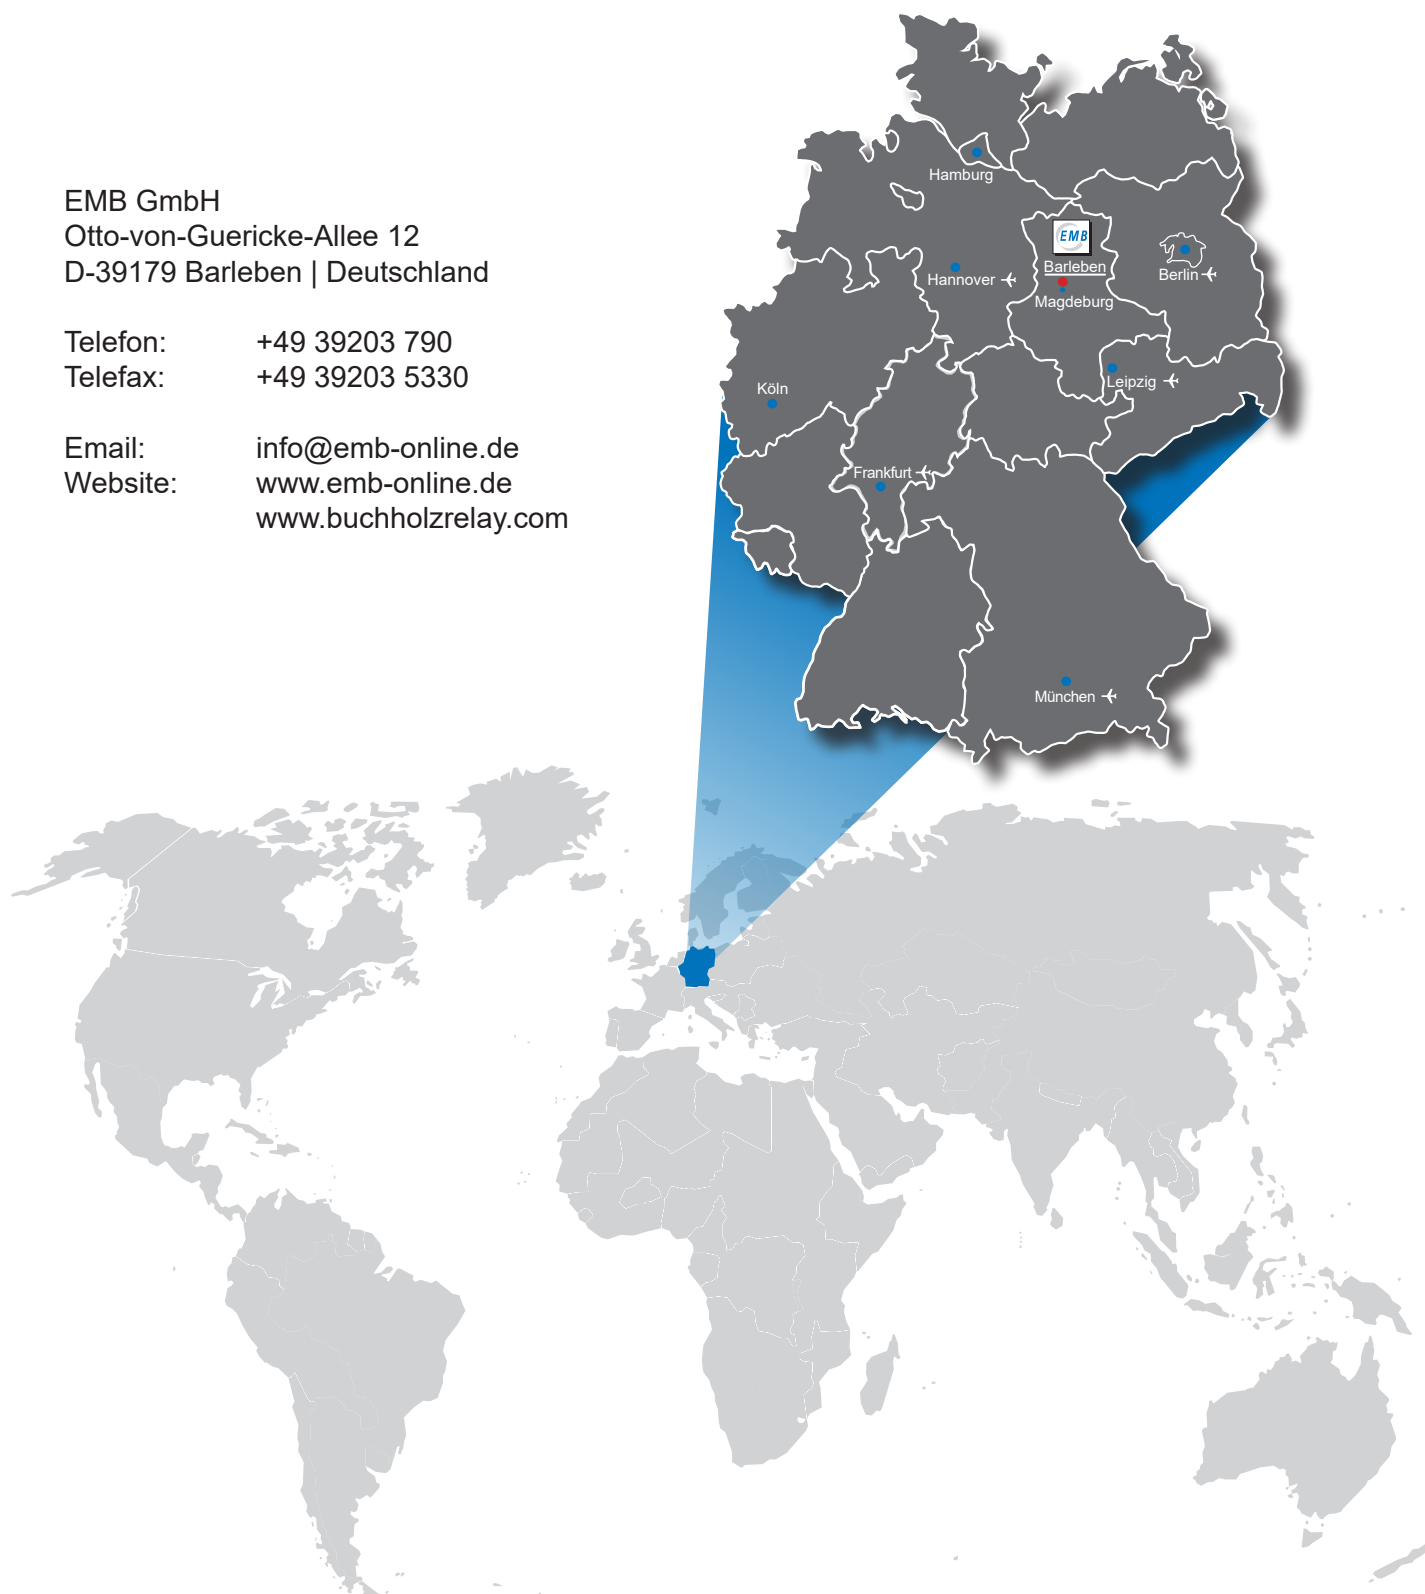 EMB GmbH
Otto-von-Guericke-Allee 12
D-39179 Barleben | Deutschland
Telefon: +49 39203 790
Telefax: +49 39203 5330
Email: info@emb-online.de
Website: www.emb-online.de
www.buchholzrelay.com
Hamburg
EMB
Barleben
Hannover
Berlin
Magdeburg
Leipzig
Köln
Frankfurt
München